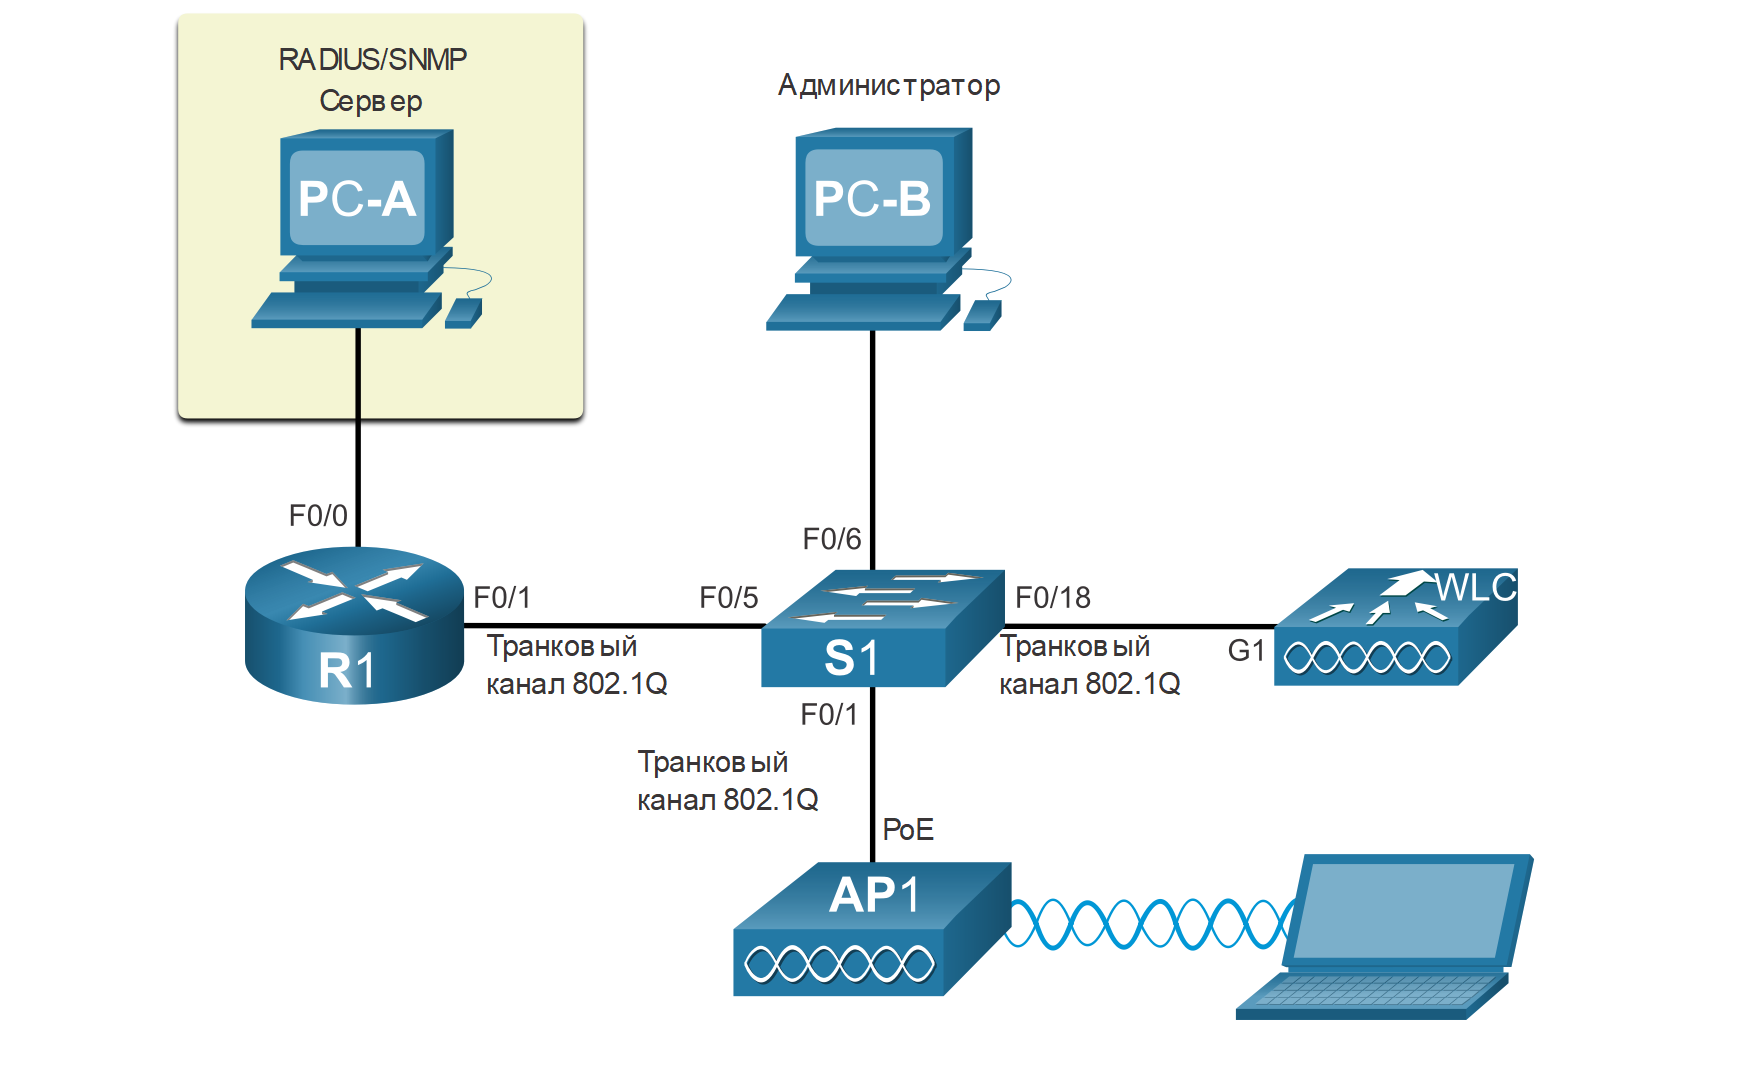 RADIUS/SNMP
Сервер
PC-A
Администратор
PC-B
F0/0
F0/6
F0/1
F0/5
F0/18
WLC
G1
Транковый
канал 802.1Q
R1
S1
Транковый
канал 802.1Q
F0/1
Транковый
канал 802.1Q
PoE
AP1